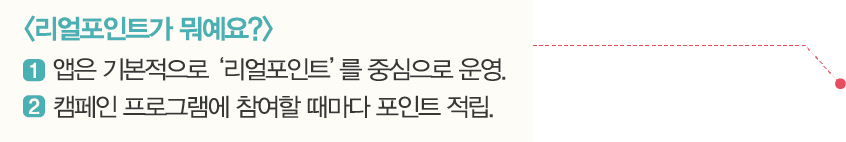 <리얼포인트가 뭐예요?>
1 앱은 기본적으로 ‘리얼포인트’를 중심으로 운영.
2 캠페인 프로그램에 참여할 때마다 포인트 적립.